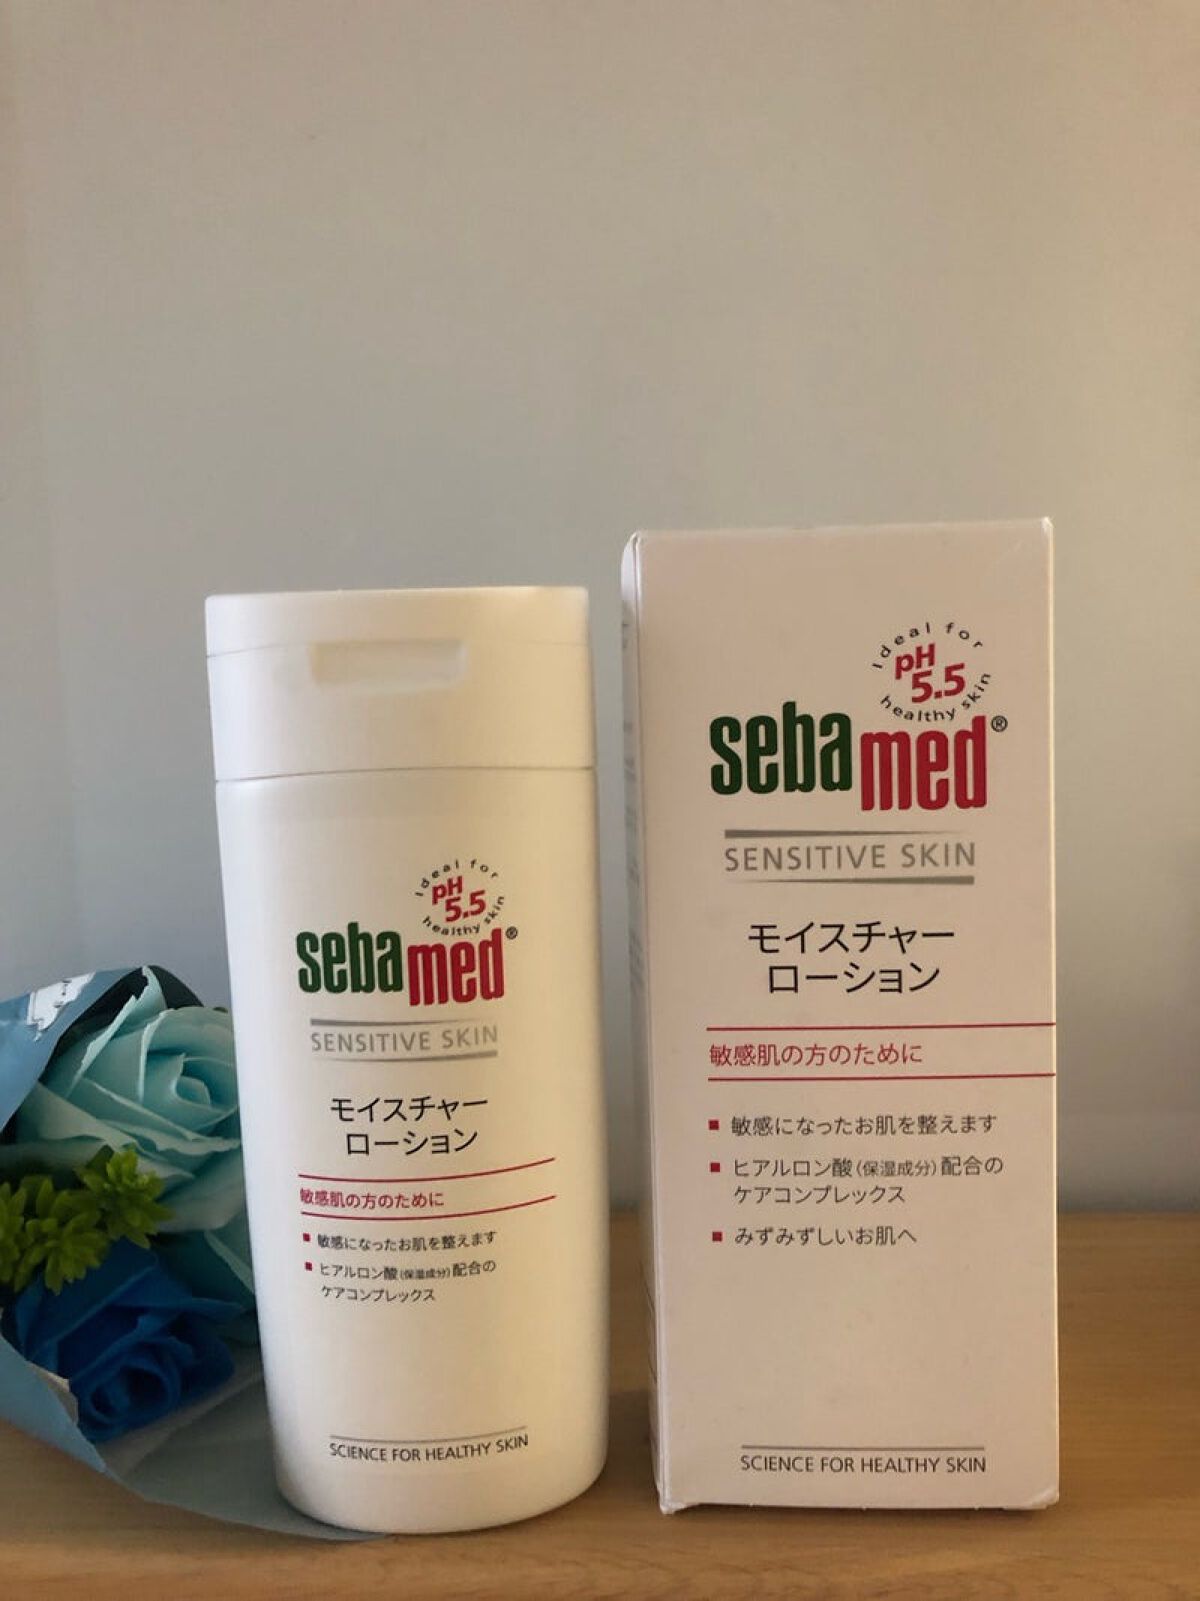 Ideal for
pH
5.5
healthy skin
sebamed®
SENSITIVE SKIN
モイスチャー
ローション
敏感肌の方のために
■ 敏感になったお肌を整えます
■ ヒアルロン酸(保湿成分)配合の
ケアコンプレックス
SCIENCE FOR HEALTHY SKIN
Ideal for
pH
5.5
healthy skin
sebamed®
SENSITIVE SKIN
モイスチャー
ローション
敏感肌の方のために
■ 敏感になったお肌を整えます
■ ヒアルロン酸(保湿成分)配合の
ケアコンプレックス
■ みずみずしいお肌へ
SCIENCE FOR HEALTHY SKIN